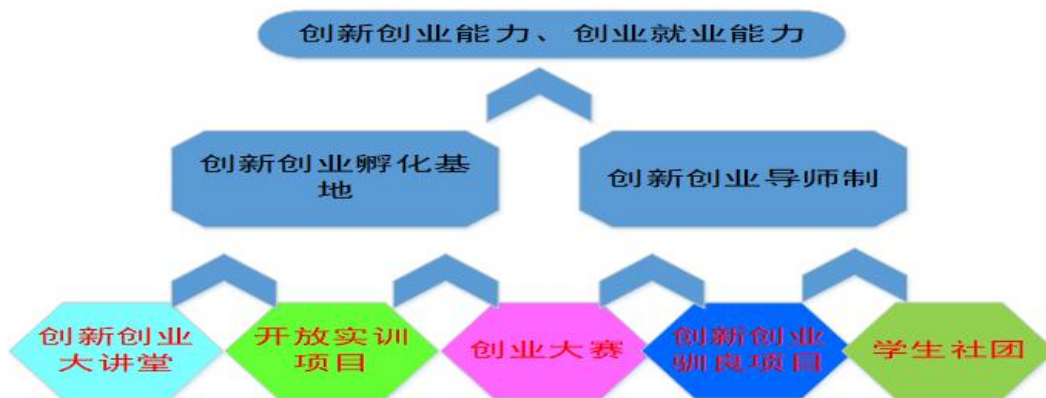 创新创业能力、创业就业能力
创新创业孵化基
地
创新创业导师制
创新创业
大讲堂
开放实训
项目
创业大赛
创新创业
驯良项目
学生社团